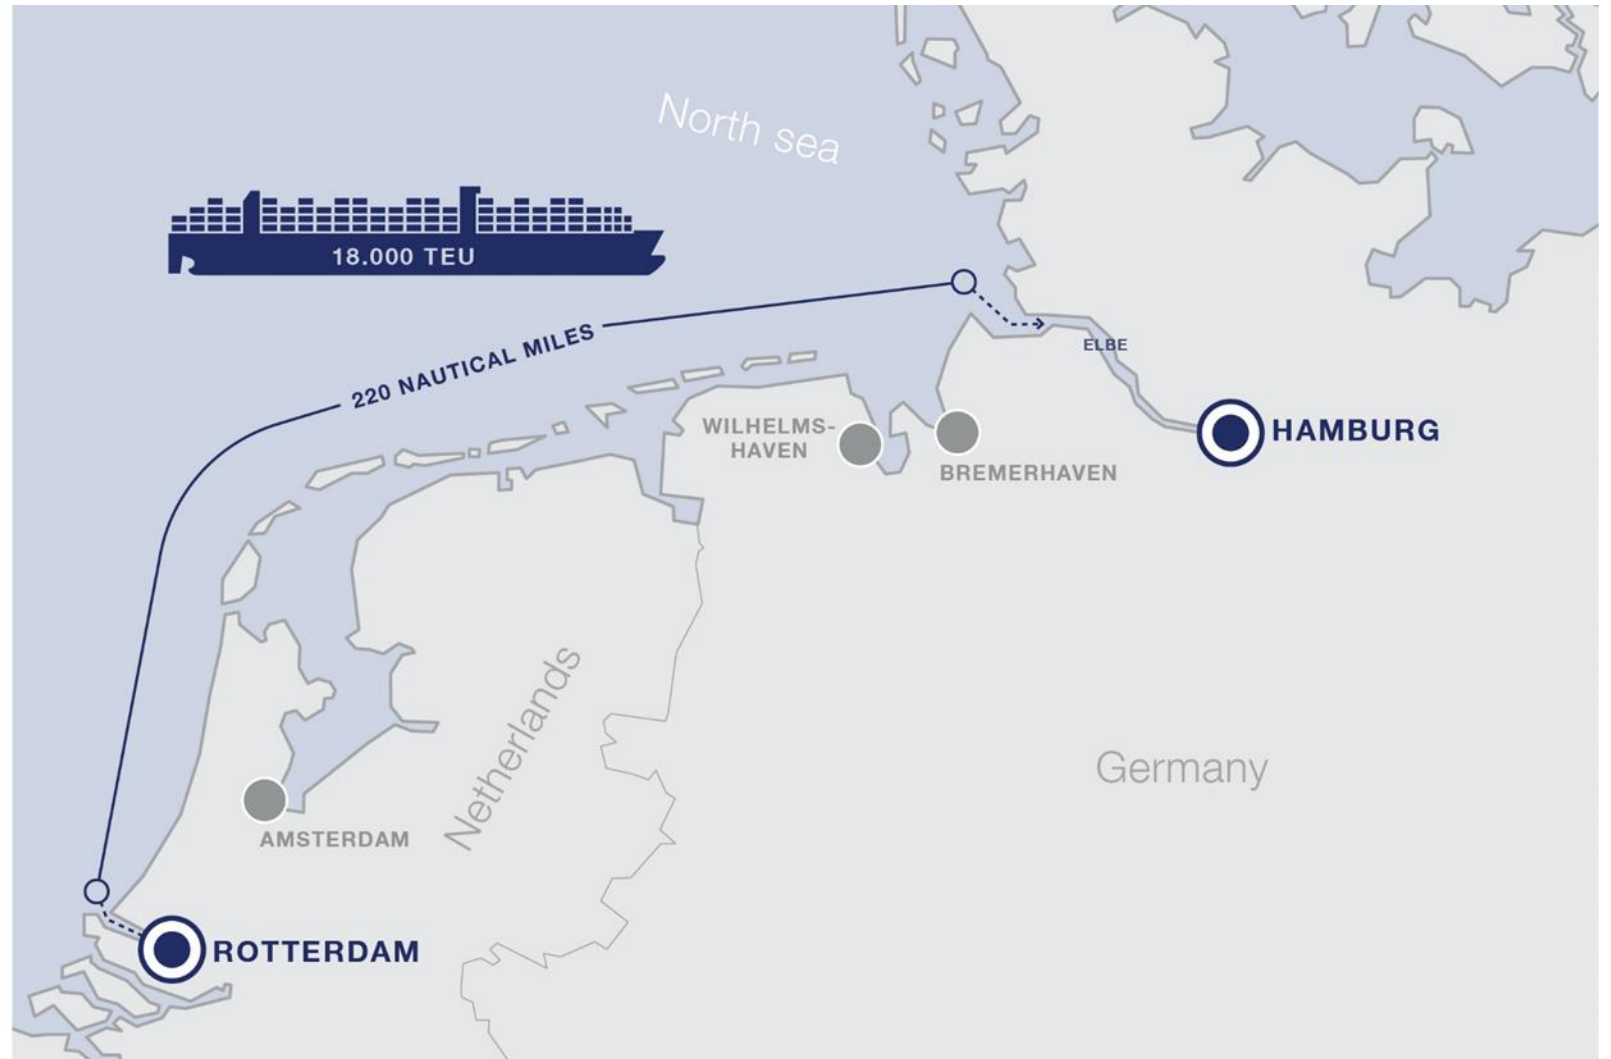 North sea
18.000 TEU
220 NAUTICAL MILES
ELBE
WILHELMS-
HAVEN
HAMBURG
BREMERHAVEN
Netherlands
Germany
AMSTERDAM
ROTTERDAM